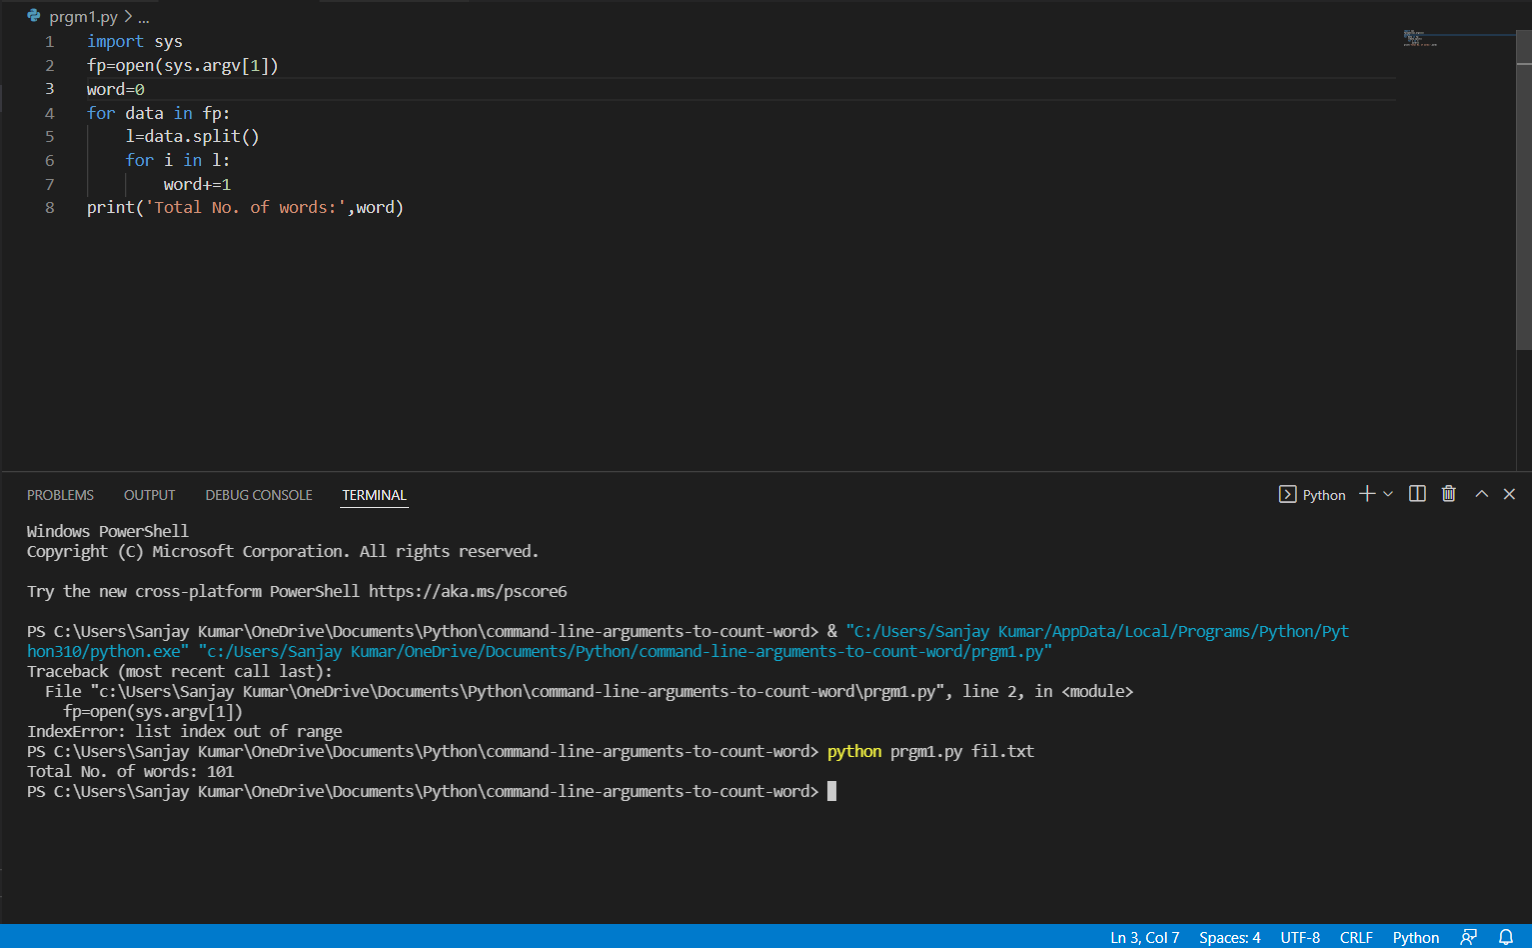 prgm1.py > ...
1 import sys
2 fp=open(sys.argv[1])
3 word=0
4 for data in fp:
5     l=data.split()
6     for i in l:
7         word+=1
8 print('Total No. of words:',word)
PROBLEMS OUTPUT DEBUG CONSOLE TERMINAL Python
Windows PowerShell
Copyright (C) Microsoft Corporation. All rights reserved.
Try the new cross-platform PowerShell https://aka.ms/pscore6
PS C:\Users\Sanjay Kumar\OneDrive\Documents\Python\command-line-arguments-to-count-word> & "C:/Users/Sanjay Kumar/AppData/Local/Programs/Python/Pyt
hon310/python.exe" "c:/Users/Sanjay Kumar/OneDrive/Documents/Python/command-line-arguments-to-count-word/prgm1.py"
Traceback (most recent call last):
  File "c:\Users\Sanjay Kumar\OneDrive\Documents\Python\command-line-arguments-to-count-word\prgm1.py", line 2, in <module>
    fp=open(sys.argv[1])
IndexError: list index out of range
PS C:\Users\Sanjay Kumar\OneDrive\Documents\Python\command-line-arguments-to-count-word> python prgm1.py fil.txt
Total No. of words: 101
PS C:\Users\Sanjay Kumar\OneDrive\Documents\Python\command-line-arguments-to-count-word>
Ln 3, Col 7 Spaces: 4 UTF-8 CRLF Python